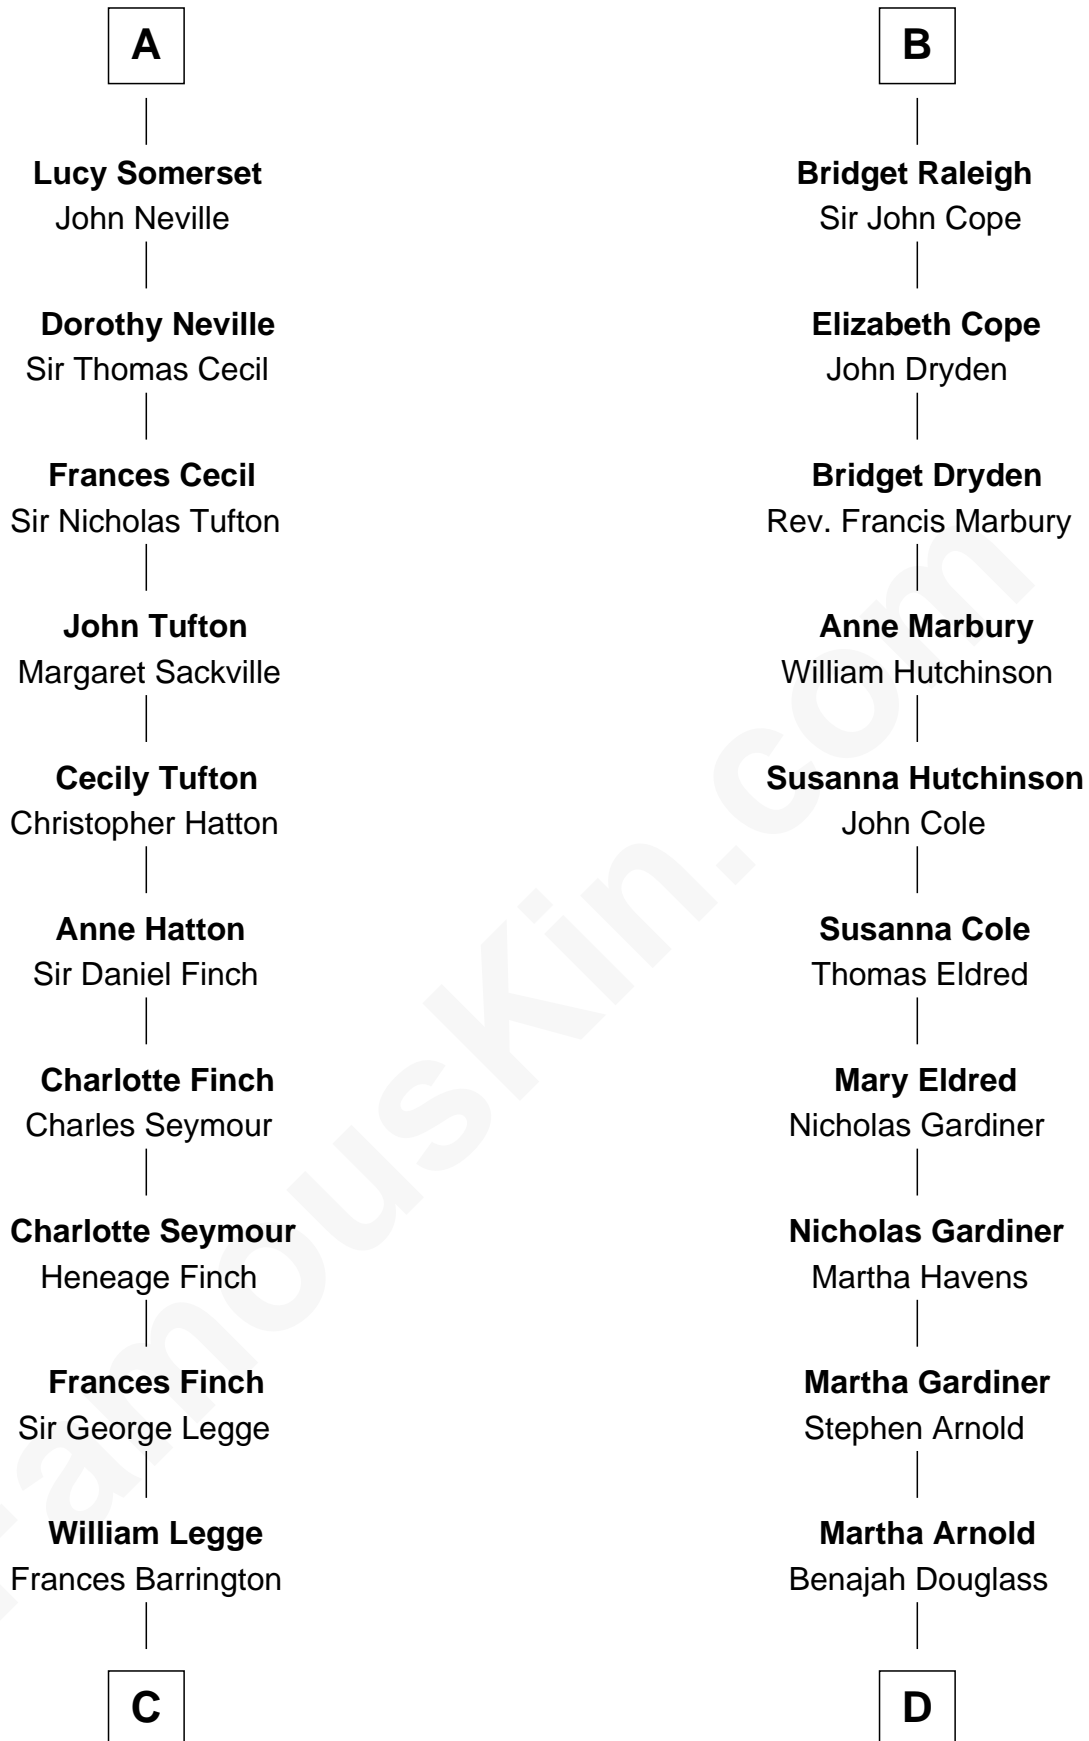 A
Lucy Somerset
John Neville
Dorothy Neville
Sir Thomas Cecil
Frances Cecil
Sir Nicholas Tufton
John Tufton
Margaret Sackville
Cecily Tufton
Christopher Hatton
Anne Hatton
Sir Daniel Finch
Charlotte Finch
Charles Seymour
Charlotte Seymour
Heneage Finch
Frances Finch
Sir George Legge
William Legge
Frances Barrington
C
B
Bridget Raleigh
Sir John Cope
Elizabeth Cope
John Dryden
Bridget Dryden
Rev. Francis Marbury
Anne Marbury
William Hutchinson
Susanna Hutchinson
John Cole
Susanna Cole
Thomas Eldred
Mary Eldred
Nicholas Gardiner
Nicholas Gardiner
Martha Havens
Martha Gardiner
Stephen Arnold
Martha Arnold
Benajah Douglass
D
FamousKin.com